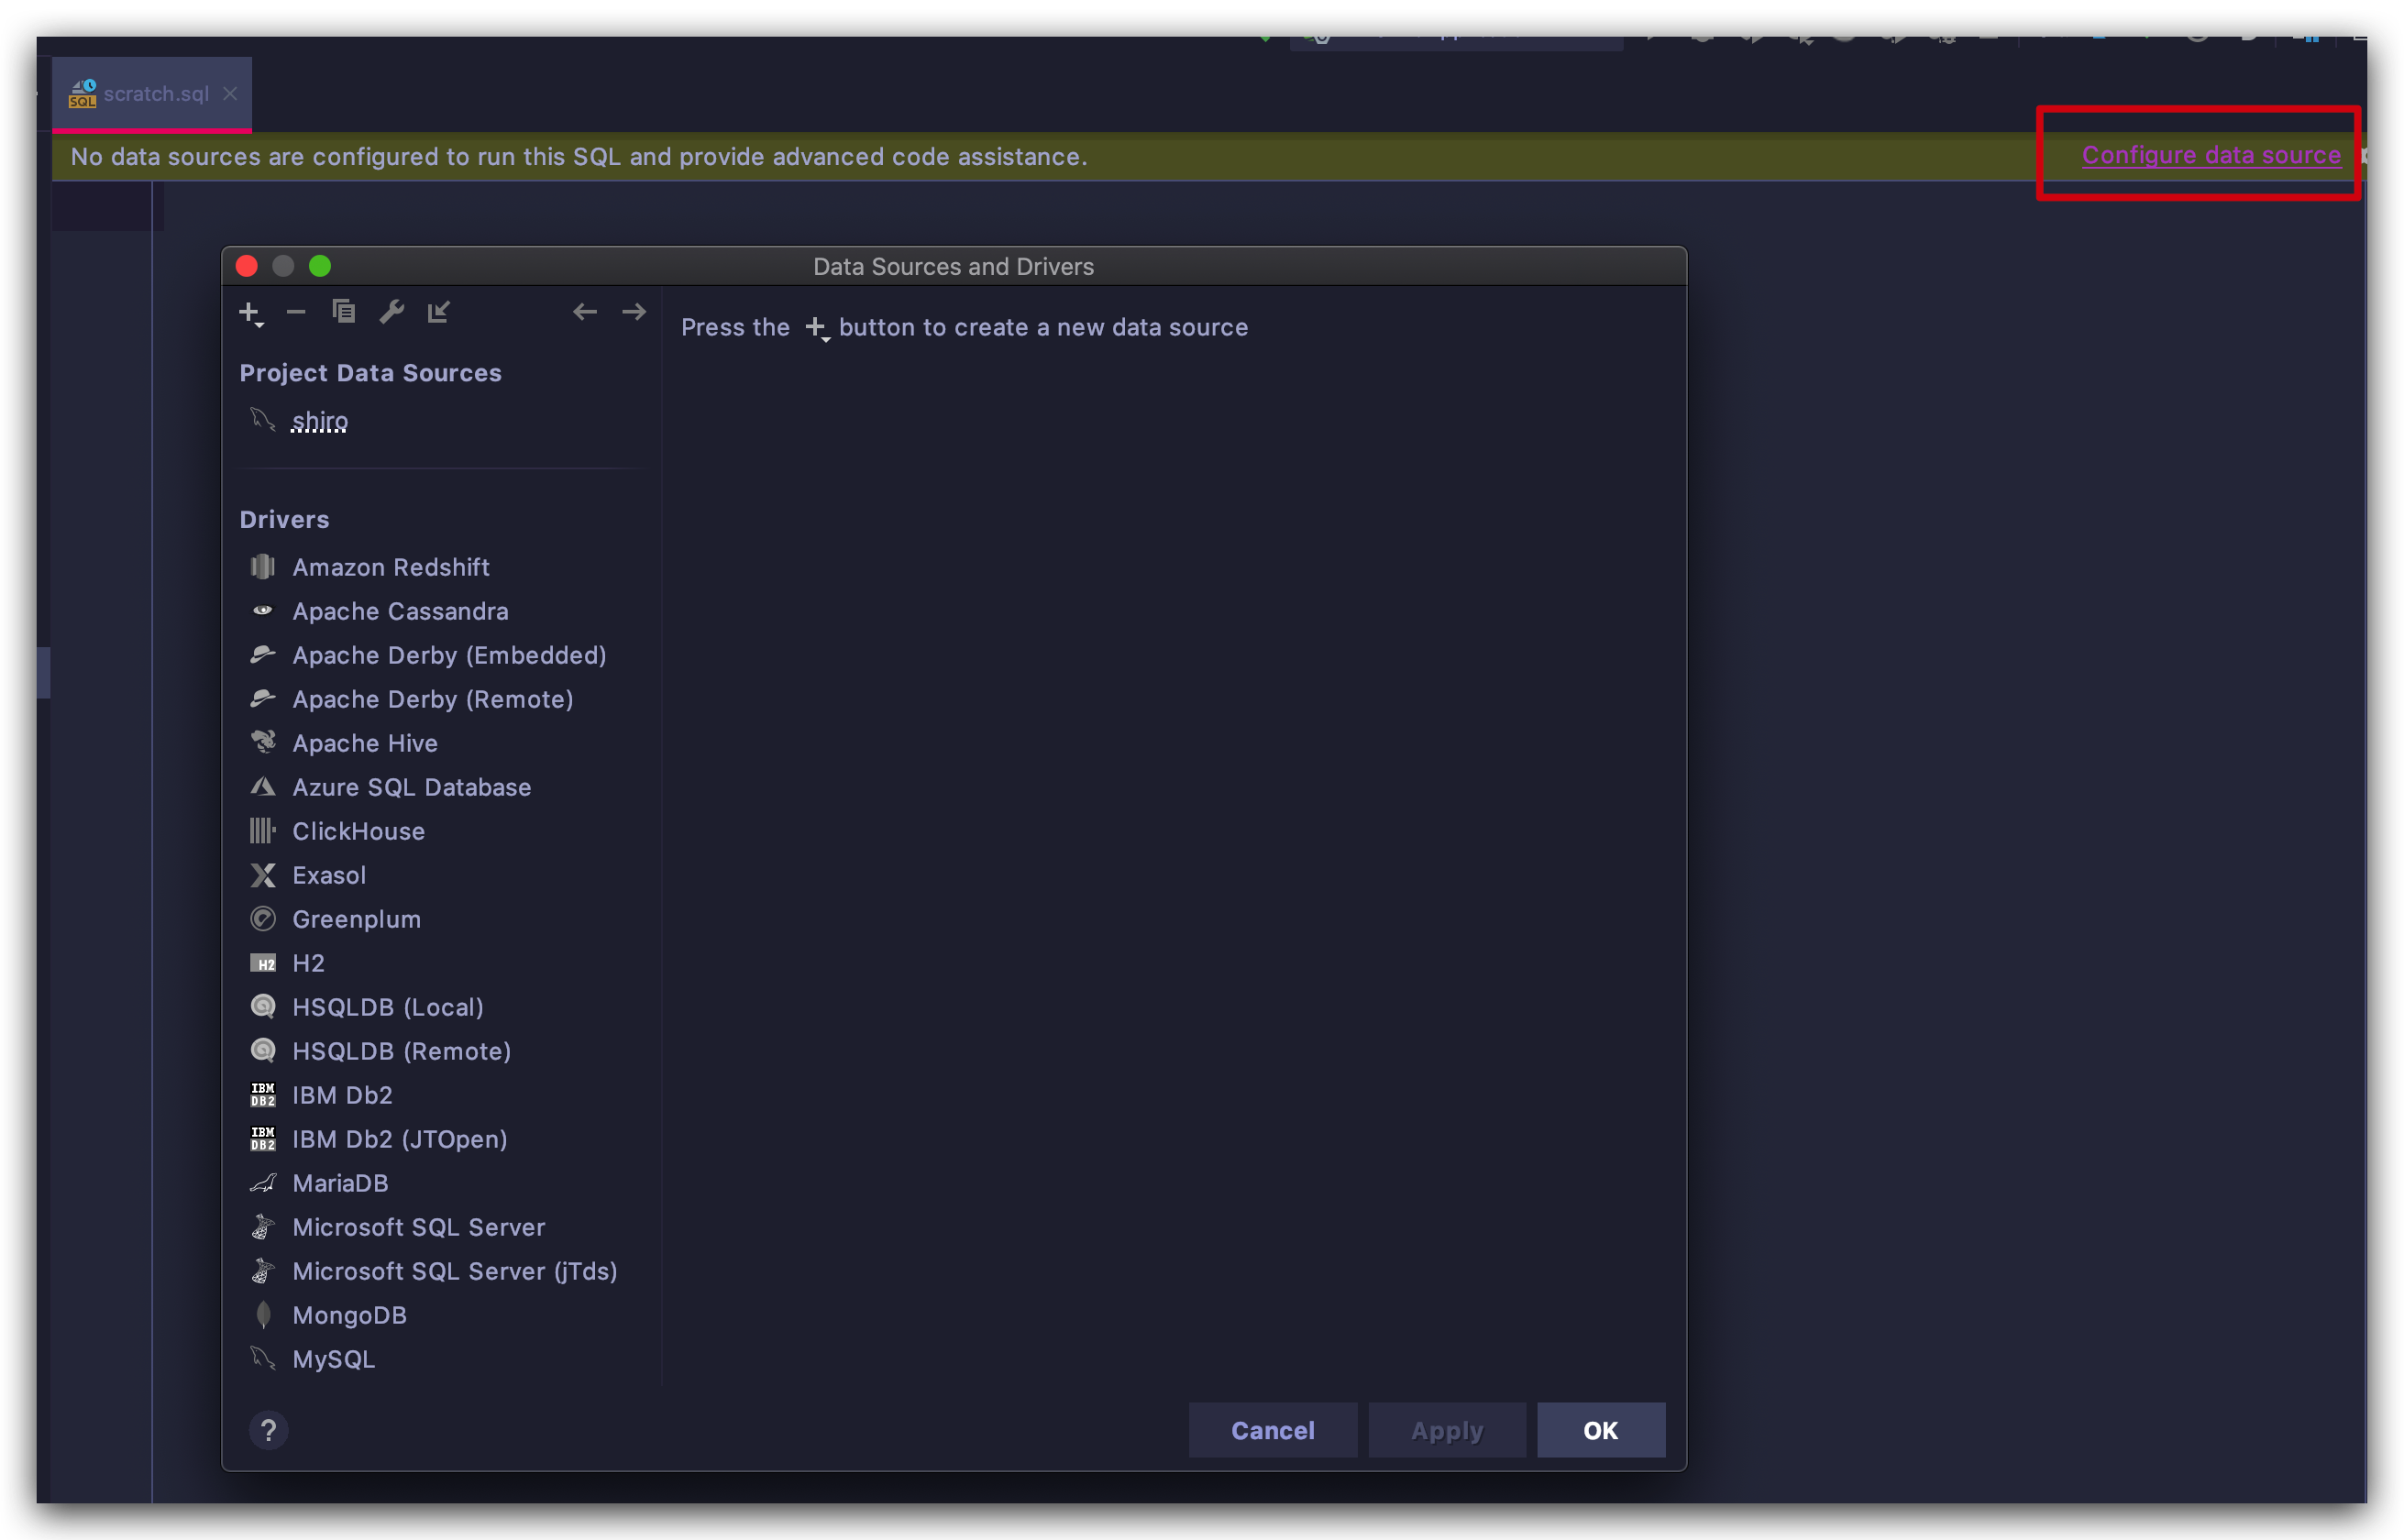 scratch.sql
No data sources are configured to run this SQL and provide advanced code assistance.
Configure data source
Data Sources and Drivers
Press the + button to create a new data source
Project Data Sources
shiro
Drivers
Amazon Redshift
Apache Cassandra
Apache Derby (Embedded)
Apache Derby (Remote)
Apache Hive
Azure SQL Database
ClickHouse
Exasol
Greenplum
H2
HSQLDB (Local)
HSQLDB (Remote)
IBM Db2
IBM Db2 (JTOpen)
MariaDB
Microsoft SQL Server
Microsoft SQL Server (jTds)
MongoDB
MySQL
?
Cancel
Apply
OK